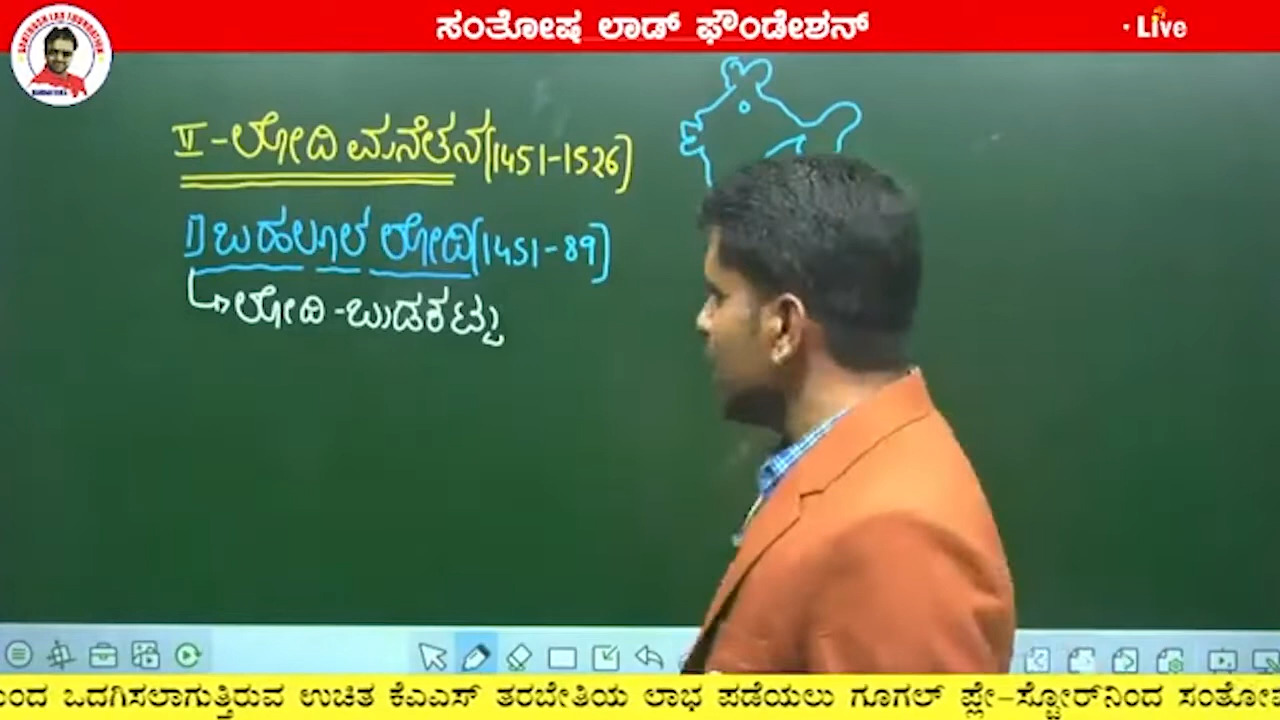 ಸಂತೋಷ ಲಾಡ್ ಫೌಂಡೇಶನ್
Live
V - ಲೋದಿ ಮನೆತನ (1451-1526)
1) ಬಹಲೂಲ ಲೋದಿ (1451-89)
ಲೋದಿ - ಬುಡಕಟ್ಟು
ಒದಗಿಸಲಾಗುತ್ತಿರುವ ಉಚಿತ ಕೆಎಎಸ್ ತರಬೇತಿಯ ಲಾಭ ಪಡೆಯಲು ಗೂಗಲ್ ಪ್ಲೇ-ಸ್ಟೋರ್‌ನಿಂದ